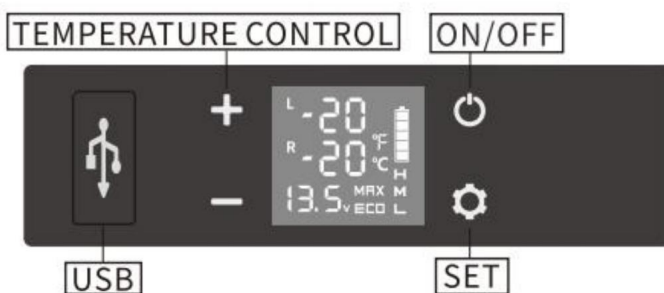 TEMPERATURE CONTROL ON/OFF
L -20
°F
R -20 °C
H
13.5v MAX M
ECO L
USB SET